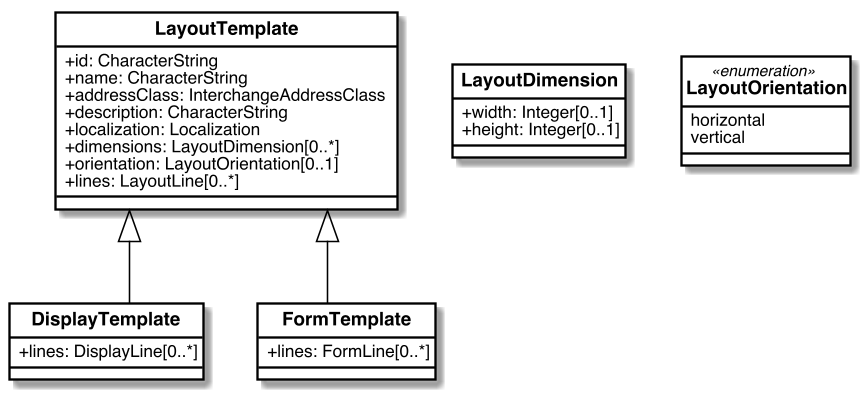 LayoutTemplate
+id: CharacterString
+name: CharacterString
+addressClass: InterchangeAddressClass
+description: CharacterString
+localization: Localization
+dimensions: LayoutDimension[0..*]
+orientation: LayoutOrientation[0..1]
+lines: LayoutLine[0..*]
LayoutDimension
+width: Integer[0..1]
+height: Integer[0..1]
«enumeration»
LayoutOrientation
horizontal
vertical
DisplayTemplate
+lines: DisplayLine[0..*]
FormTemplate
+lines: FormLine[0..*]